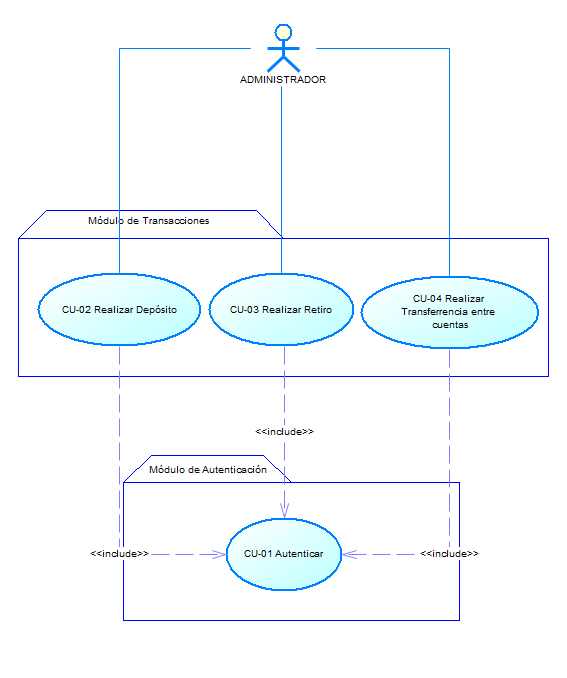 ADMINISTRADOR
Módulo de Transacciones
CU-02 Realizar Depósito
CU-03 Realizar Retiro
CU-04 Realizar
Transferrencia entre
cuentas
<<include>>
Módulo de Autenticación
<<include>>
CU-01 Autenticar
<<include>>